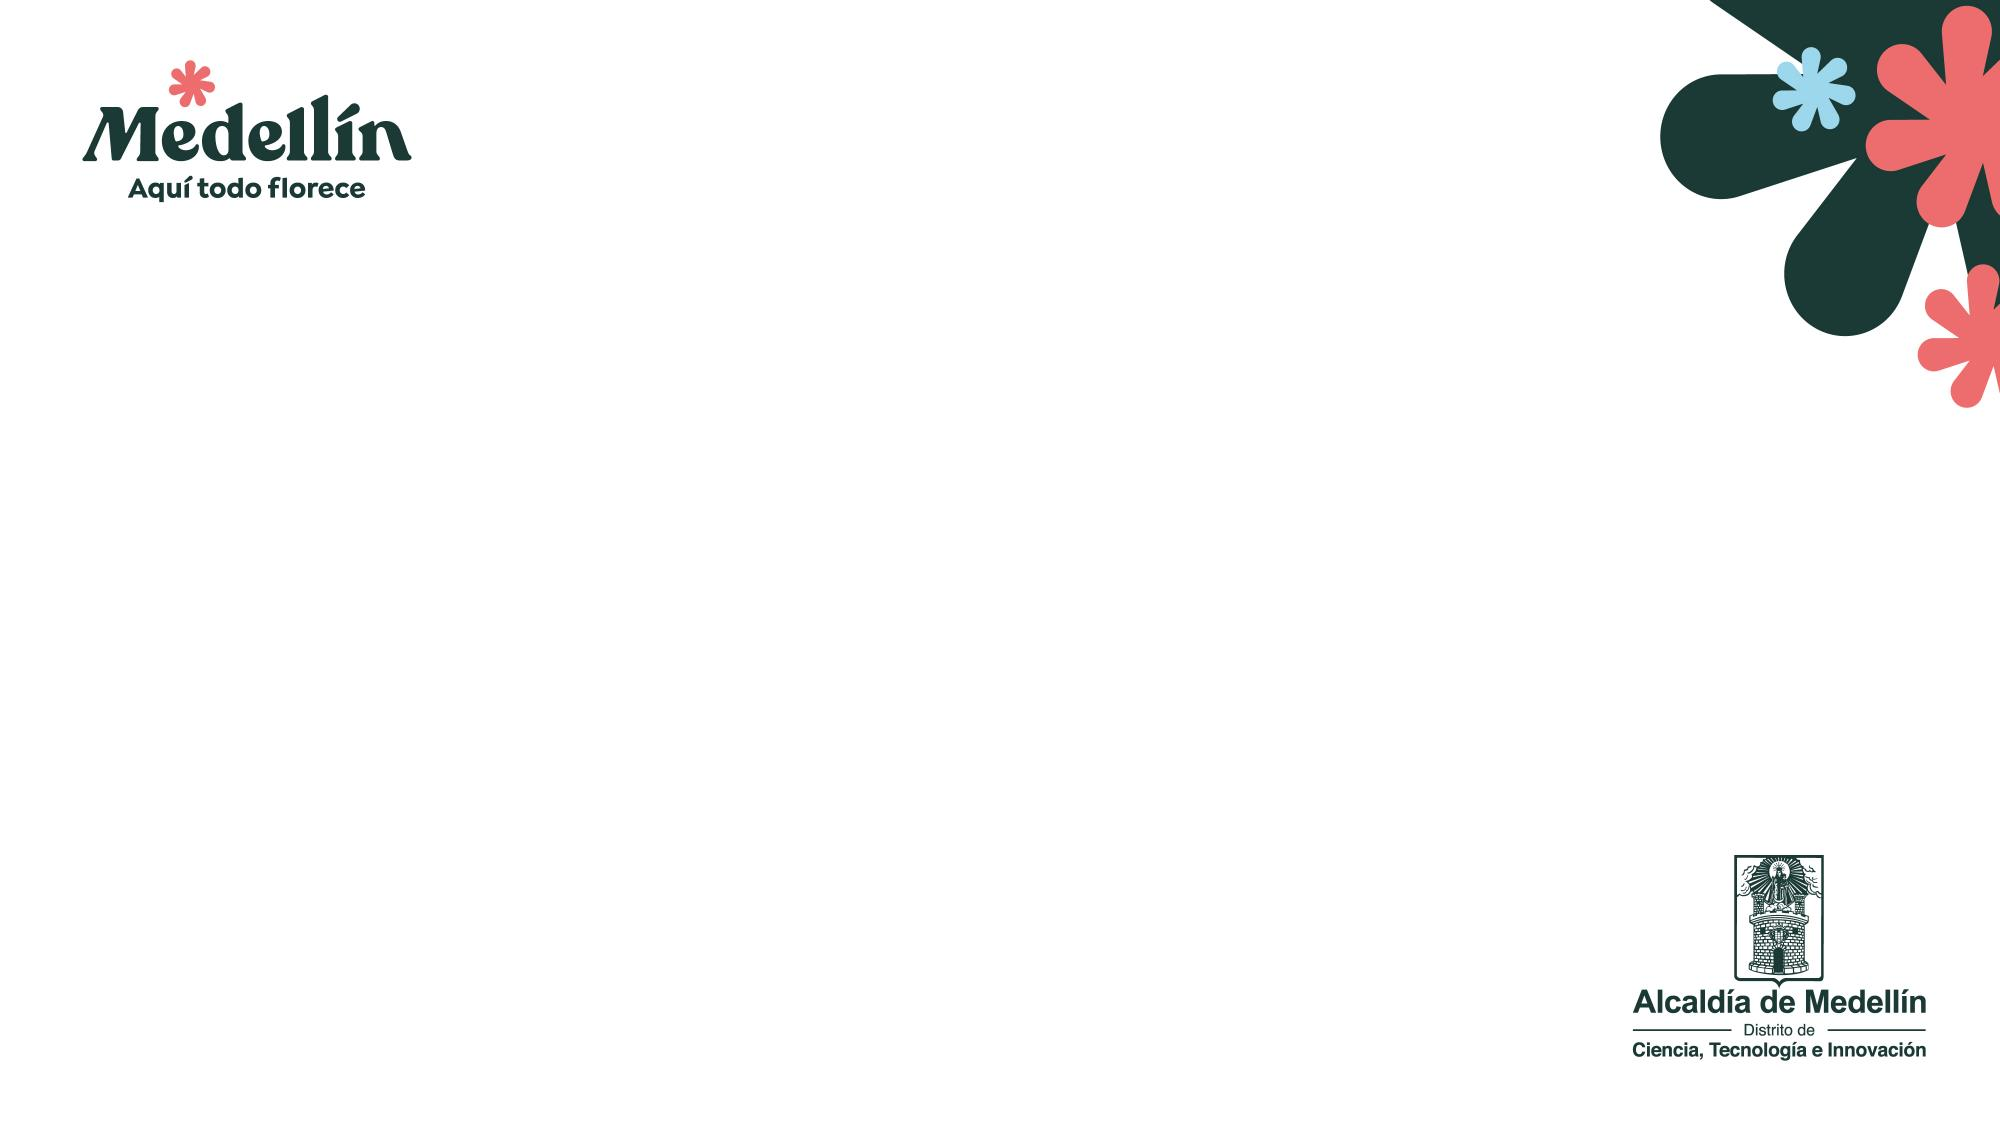 Medellín
Aquí todo florece
Alcaldía de Medellín
Distrito de
Ciencia, Tecnología e Innovación